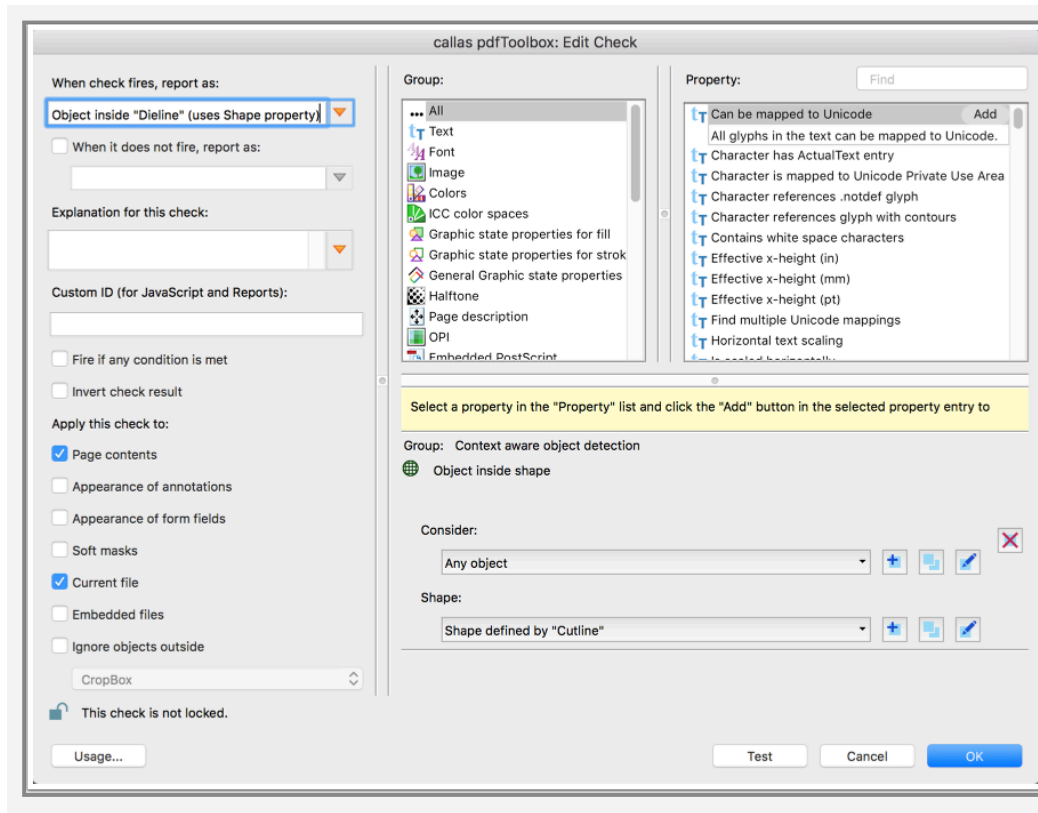 callas pdfToolbox: Edit Check
When check fires, report as:
Object inside "Dieline" (uses Shape property)
When it does not fire, report as:
Explanation for this check:
Custom ID (for JavaScript and Reports):
Fire if any condition is met
Invert check result
Apply this check to:
Page contents
Appearance of annotations
Appearance of form fields
Soft masks
Current file
Embedded files
Ignore objects outside
CropBox
This check is not locked.
Usage...
Group:
All
Text
Font
Image
Colors
ICC color spaces
Graphic state properties for fill
Graphic state properties for strok
General Graphic state properties
Halftone
Page description
OPI
Embedded PostScript
Property:
Find
Can be mapped to Unicode
Add
All glyphs in the text can be mapped to Unicode.
Character has ActualText entry
Character is mapped to Unicode Private Use Area
Character references .notdef glyph
Character references glyph with contours
Contains white space characters
Effective x-height (in)
Effective x-height (mm)
Effective x-height (pt)
Find multiple Unicode mappings
Horizontal text scaling
Is scaled horizontally
Select a property in the "Property" list and click the "Add" button in the selected property entry to
Group: Context aware object detection
Object inside shape
Consider:
Any object
Shape:
Shape defined by "Cutline"
Test
Cancel
OK